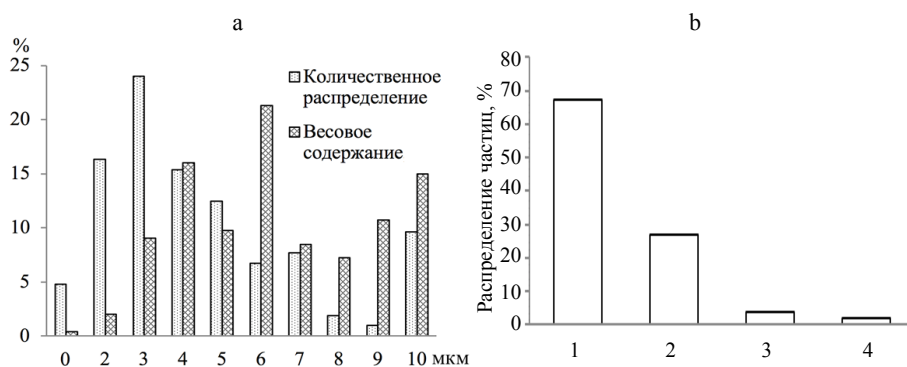 a
%
25
20
15
10
5
0
Количественное
распределение
Весовое
содержание
0 2 3 4 5 6 7 8 9 10 мкм
b
Распределение частиц, %
80
70
60
50
40
30
20
10
0
1 2 3 4